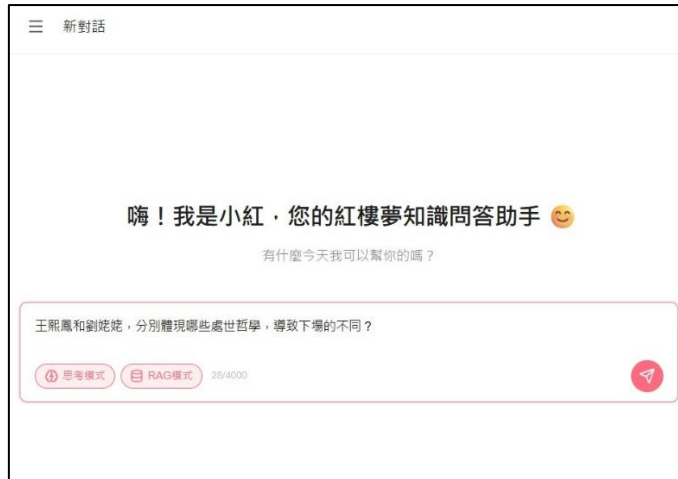 新對話
嗨！我是小紅，您的紅樓夢知識問答助手
有什麼今天我可以幫你的嗎？
王熙鳳和劉姥姥，分別體現哪些處世哲學，導致下場的不同？
思考模式 RAG模式 28/4000